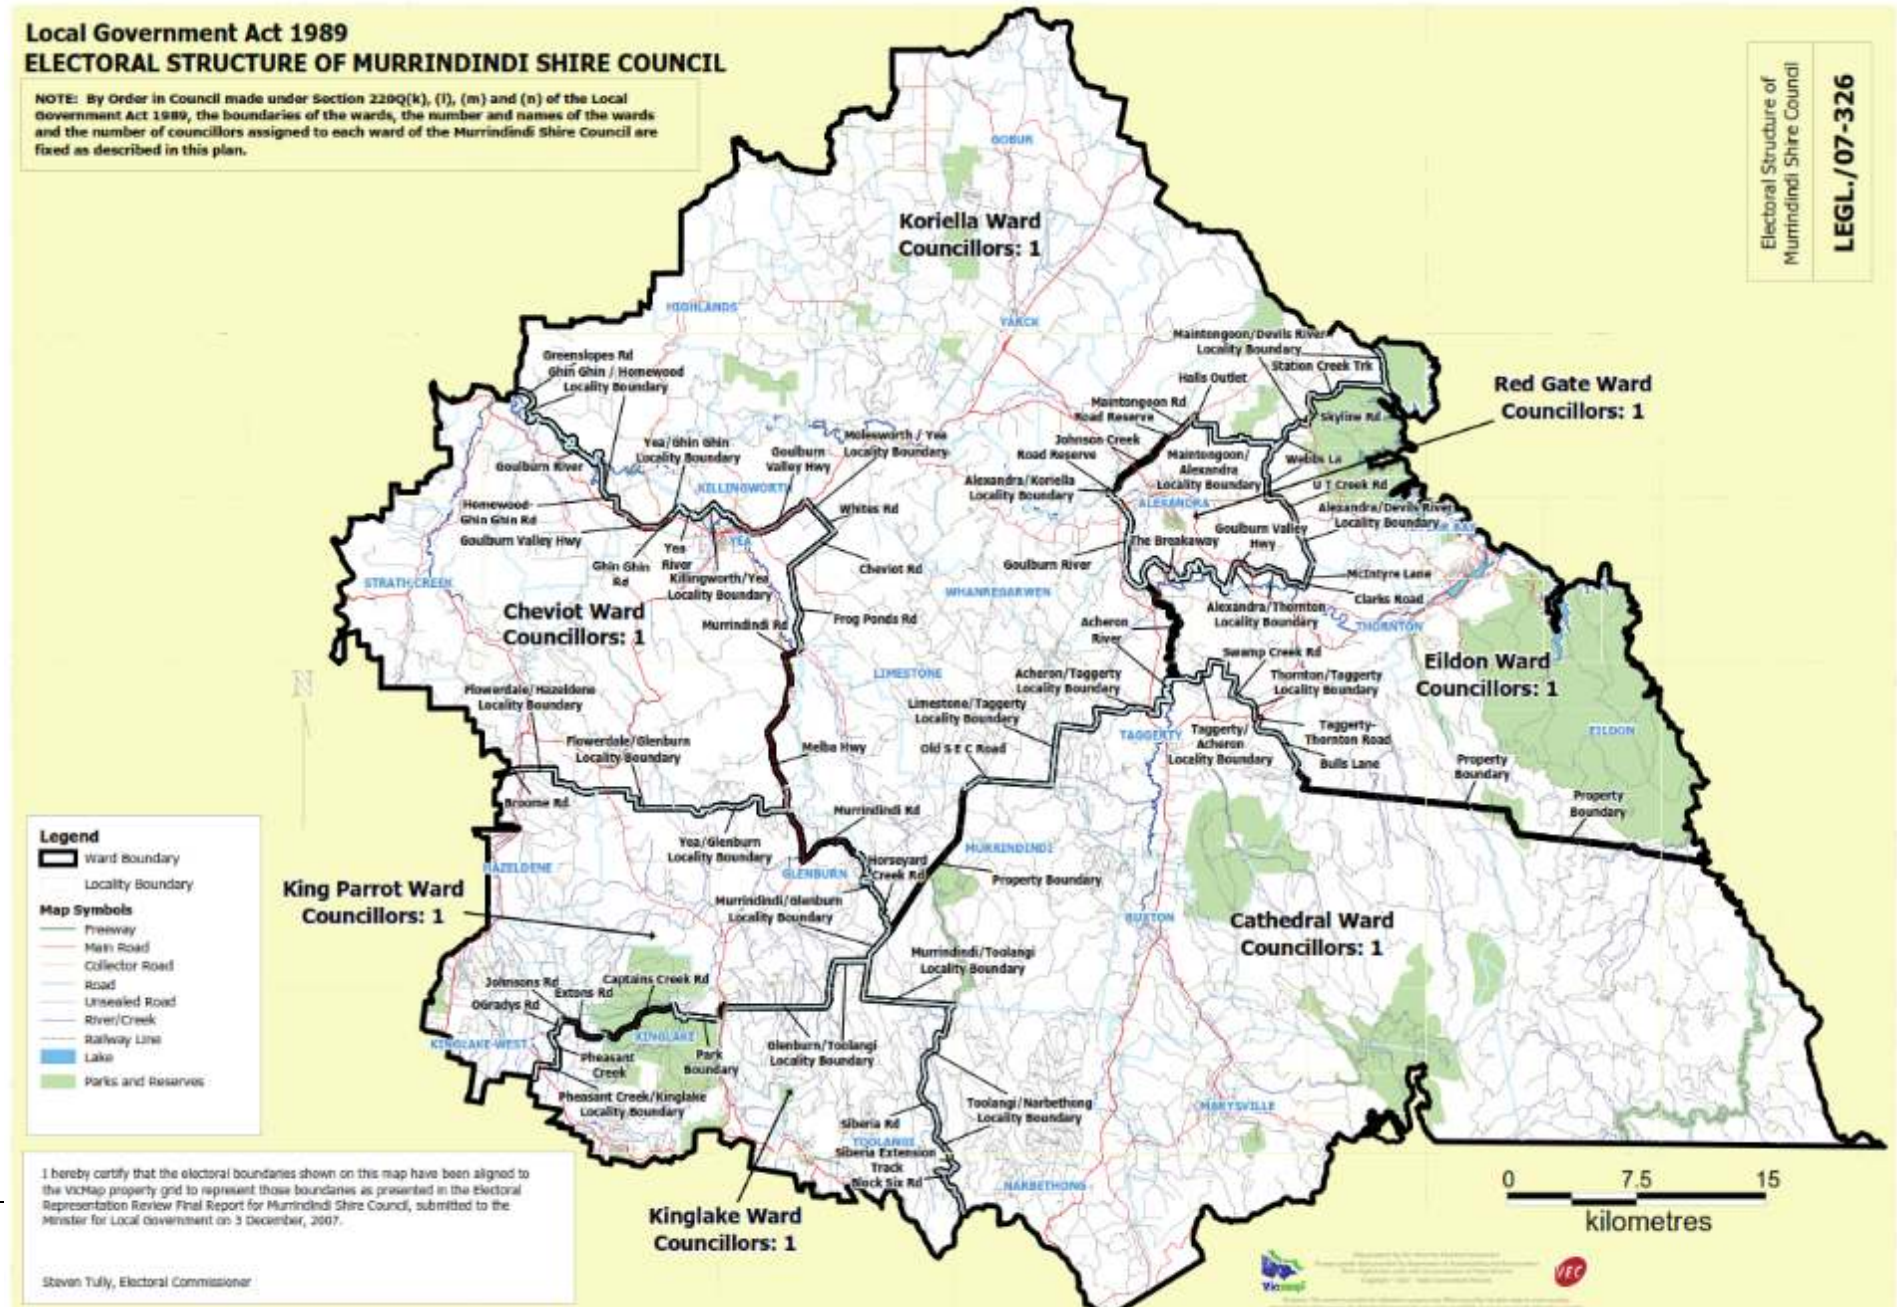 Local Government Act 1989
ELECTORAL STRUCTURE OF MURRINDINDI SHIRE COUNCIL
NOTE: By Order in Council made under Section 220Q(k), (l), (m) and (n) of the Local
Government Act 1989, the boundaries of the wards, the number and names of the wards
and the number of councillors assigned to each ward of the Murrindindi Shire Council are
fixed as described in this plan.
Electoral Structure of
Murrindindi Shire Council
LEGL./07-326
GOBUR
Koriella Ward
Councillors: 1
HIGHLANDS
YARCK
Maintongoon/Devils River
Locality Boundary
Station Creek Trk
Halls Outlet
Red Gate Ward
Councillors: 1
Greenslopes Rd
Ghin Ghin / Homewood
Locality Boundary
Maintongoon Rd
Road Reserve
Skyline Rd
Johnson Creek
Road Reserve
Molesworth / Yea
Locality Boundary
Yea/Ghin Ghin
Locality Boundary
Goulburn
Valley Hwy
Goulburn River
Maintongoon/
Alexandra
Locality Boundary
Webbs La
U T Creek Rd
Alexandra/Koriella
Locality Boundary
KILLINGWORTH
ALEXANDRA
Homewood-
Ghin Ghin Rd
Whites Rd
Alexandra/Devils River
Locality Boundary
Goulburn Valley
Hwy
Goulburn Valley Hwy
YEA
The Breakaway
Yea
River
Ghin Ghin
Rd
Killingworth/Yea
Locality Boundary
Cheviot Rd
Goulburn River
McIntyre Lane
STRATH CREEK
WHANREGARWEN
Clarks Road
Cheviot Ward
Councillors: 1
Murrindindi Rd
Frog Ponds Rd
Acheron
River
Alexandra/Thornton
Locality Boundary
THORNTON
Swamp Creek Rd
Eildon Ward
Councillors: 1
LIMESTONE
Acheron/Taggerty
Locality Boundary
Thornton/Taggerty
Locality Boundary
Flowerdale/Hazeldene
Locality Boundary
Limestone/Taggerty
Locality Boundary
Flowerdale/Glenburn
Locality Boundary
Melba Hwy
Old S E C Road
TAGGERTY
Taggerty/
Acheron
Locality Boundary
Taggerty-
Thornton Road
Bulls Lane
EILDON
Property
Boundary
Property
Boundary
Broome Rd
Murrindindi Rd
Yea/Glenburn
Locality Boundary
MURRINDINDI
HAZELDENE
GLENBURN
Horseyard
Creek Rd
Property Boundary
King Parrot Ward
Councillors: 1
Murrindindi/Glenburn
Locality Boundary
BUXTON
Cathedral Ward
Councillors: 1
Murrindindi/Toolangi
Locality Boundary
Johnsons Rd
Extons Rd
Captains Creek Rd
OGradys Rd
KINGLAKE WEST
KINGLAKE
Pheasant
Creek
Park
Boundary
Glenburn/Toolangi
Locality Boundary
Pheasant Creek/Kinglake
Locality Boundary
Toolangi/Narbethong
Locality Boundary
MARYSVILLE
Siberia Rd
TOOLANGI
Siberia Extension
Track
Block Six Rd
NARBETHONG
Kinglake Ward
Councillors: 1
Legend
Ward Boundary
Locality Boundary
Map Symbols
Freeway
Main Road
Collector Road
Road
Unsealed Road
River/Creek
Railway Line
Lake
Parks and Reserves
I hereby certify that the electoral boundaries shown on this map have been aligned to
the VicMap property grid to represent those boundaries as presented in the Electoral
Representation Review Final Report for Murrindindi Shire Council, submitted to the
Minister for Local Government on 3 December, 2007.
Steven Tully, Electoral Commissioner
0 7.5 15
kilometres
Vicmap
VEC